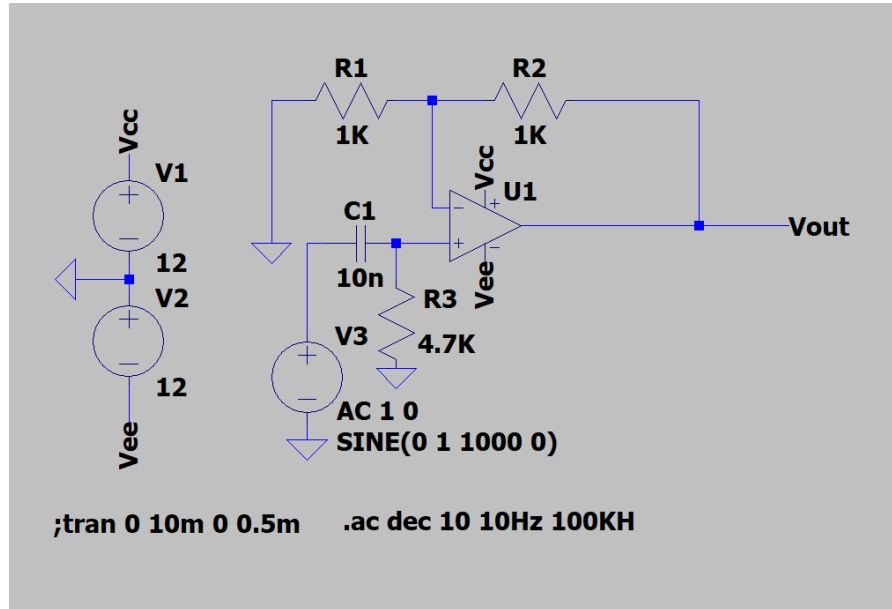 R1
R2
1K
1K
Vcc
V1
12
V2
12
Vee
Vcc
U1
C1
10n
Vee
R3
4.7K
V3
AC 1 0
SINE(0 1 1000 0)
Vout
;tran 0 10m 0 0.5m
.ac dec 10 10Hz 100KH